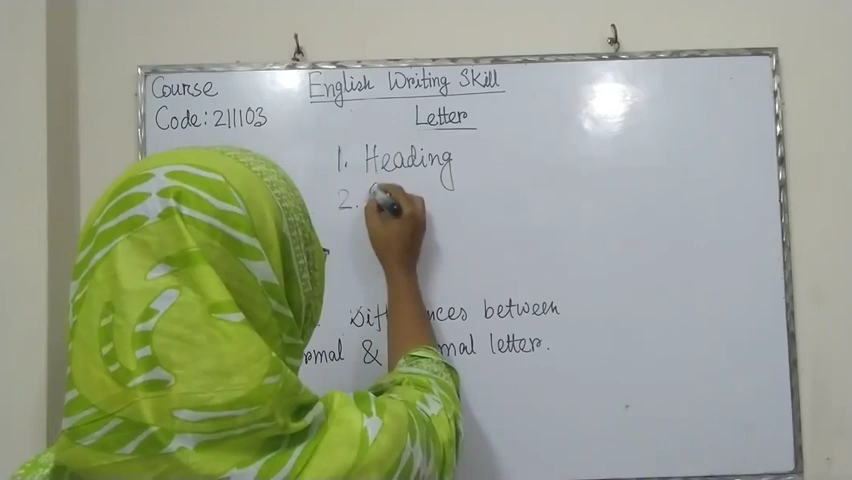 Course
Code: 211103
English Writing Skill
Letter
1. Heading
2.
between
& letter.